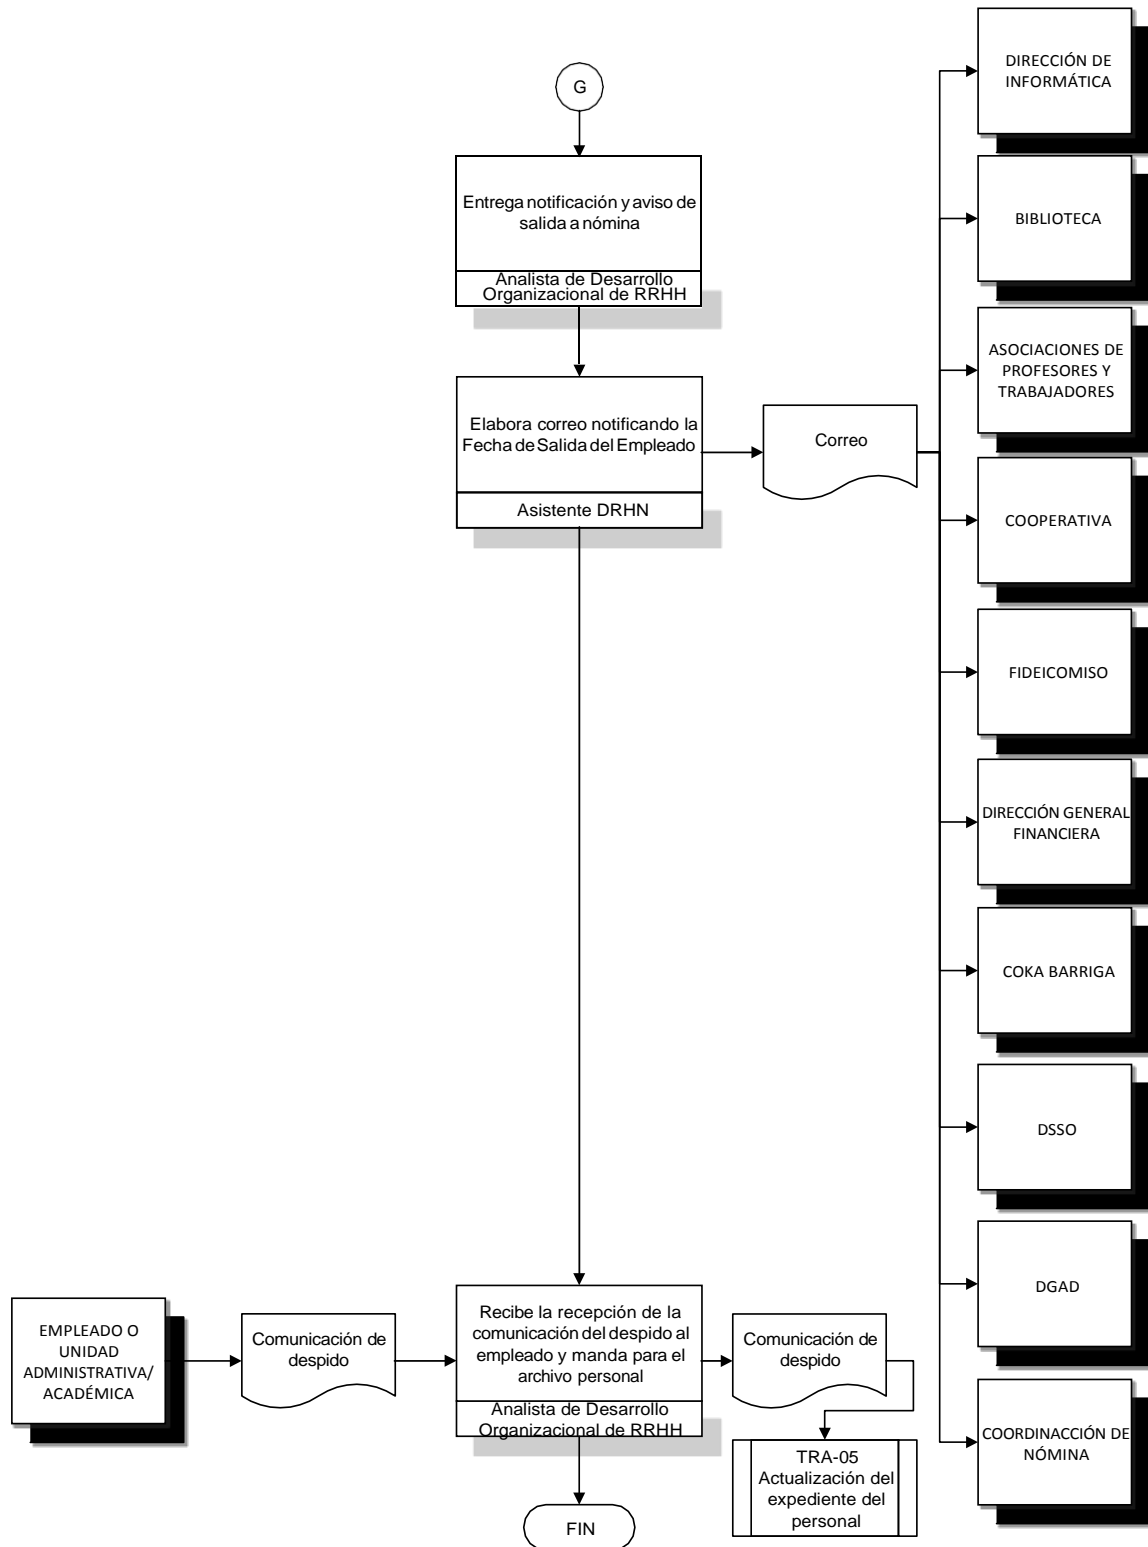 G
Entrega notificación y aviso de
salida a nómina
Analista de Desarrollo
Organizacional de RRHH
Elabora correo notificando la
Fecha de Salida del Empleado
Asistente DRHN
Correo
DIRECCIÓN DE
INFORMÁTICA
BIBLIOTECA
ASOCIACIONES DE
PROFESORES Y
TRABAJADORES
COOPERATIVA
FIDEICOMISO
DIRECCIÓN GENERAL
FINANCIERA
COKA BARRIGA
DSSO
DGAD
COORDINACCIÓN DE
NÓMINA
EMPLEADO O
UNIDAD
ADMINISTRATIVA/
ACADÉMICA
Comunicación de
despido
Recibe la recepción de la
comunicación del despido al
empleado y manda para el
archivo personal
Analista de Desarrollo
Organizacional de RRHH
Comunicación de
despido
TRA-05
Actualización del
expediente del
personal
FIN